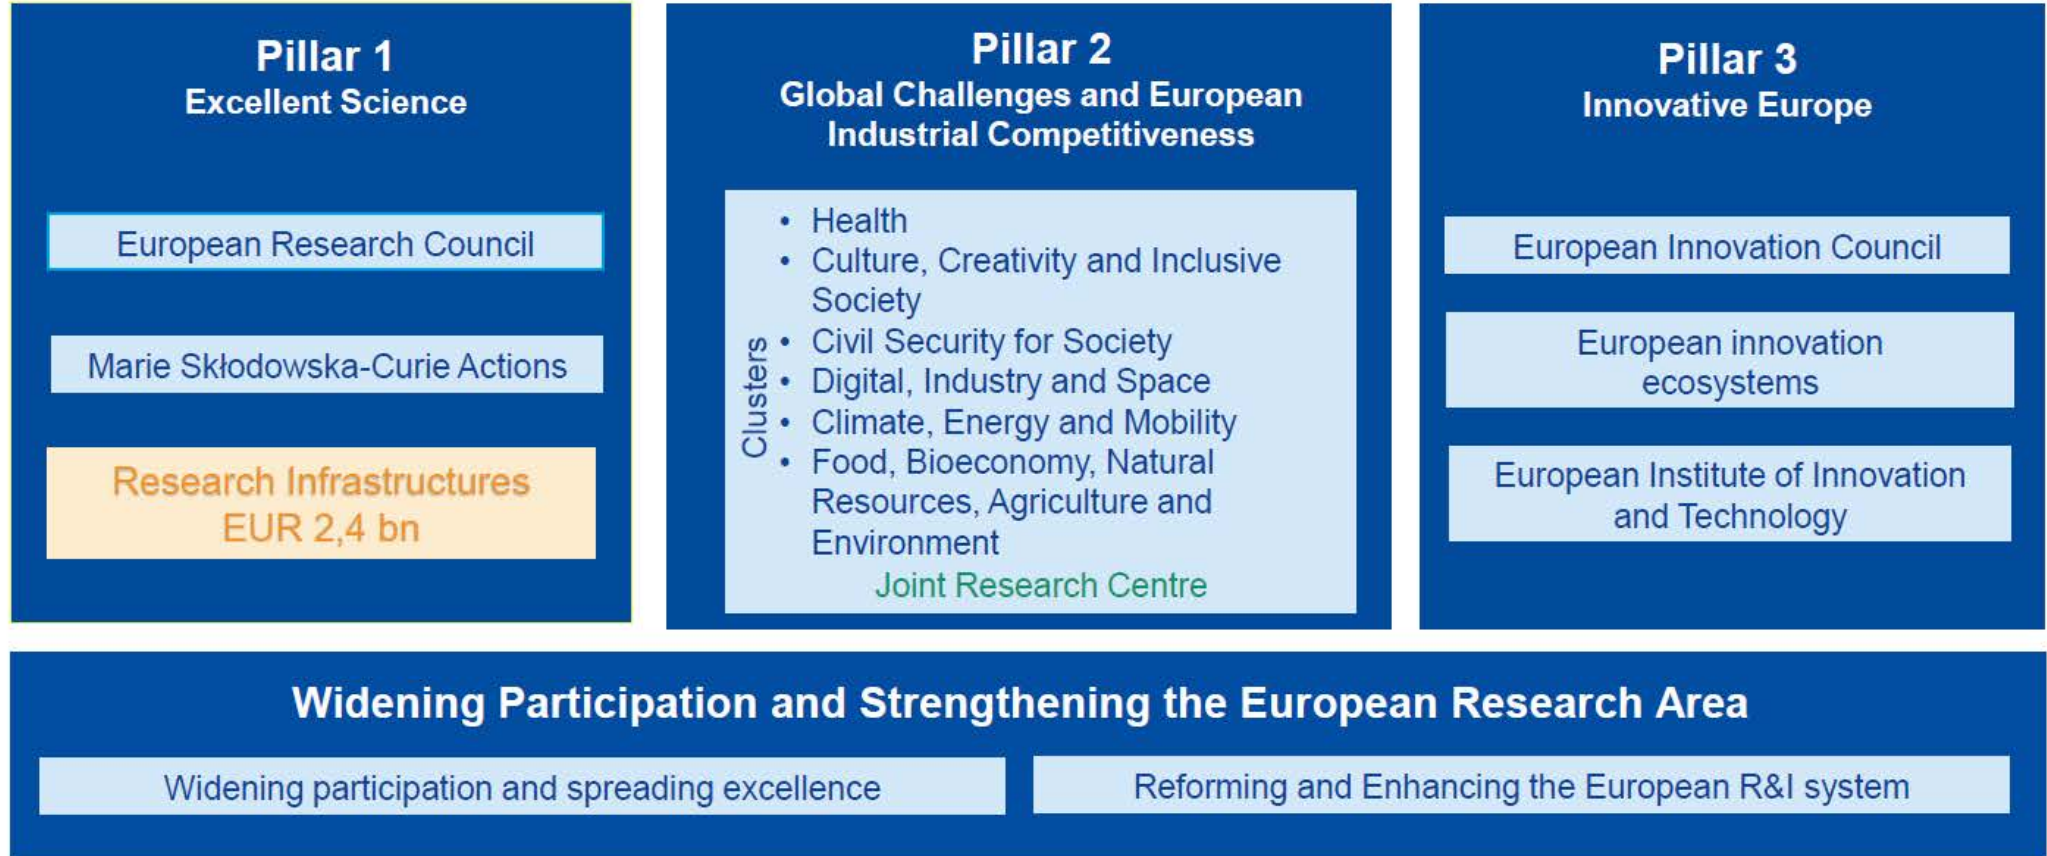 Pillar 1
Excellent Science
European Research Council
Marie Skłodowska-Curie Actions
Research Infrastructures
EUR 2,4 bn
Pillar 2
Global Challenges and European
Industrial Competitiveness
Clusters
• Health
• Culture, Creativity and Inclusive
Society
• Civil Security for Society
• Digital, Industry and Space
• Climate, Energy and Mobility
• Food, Bioeconomy, Natural
Resources, Agriculture and
Environment
Joint Research Centre
Pillar 3
Innovative Europe
European Innovation Council
European innovation
ecosystems
European Institute of Innovation
and Technology
Widening Participation and Strengthening the European Research Area
Widening participation and spreading excellence
Reforming and Enhancing the European R&I system